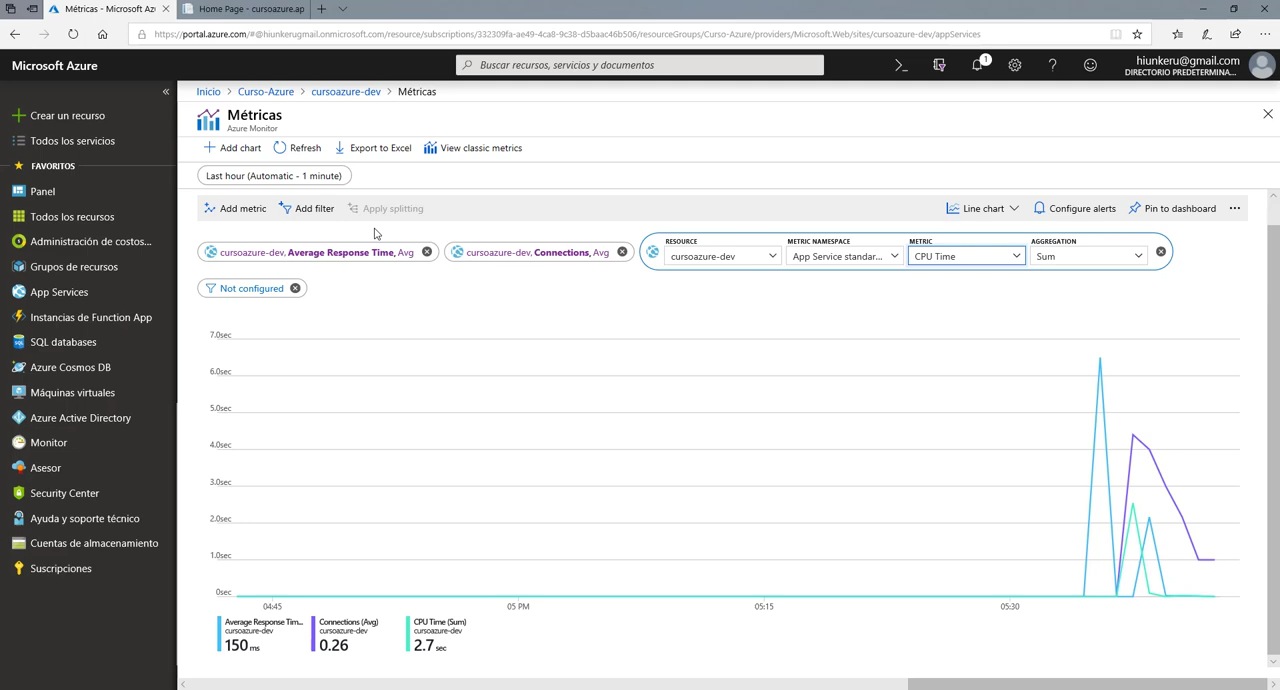 Métricas - Microsoft Azu
Home Page - cursoazure.ap
https://portal.azure.com/#@hiunkerugmail.onmicrosoft.com/resource/subscriptions/332309fa-ae49-4ca8-9c38-d5baac46b506/resourceGroups/Curso-Azure/providers/Microsoft.Web/sites/cursoazure-dev/appServices
Microsoft Azure
Buscar recursos, servicios y documentos
1
hiunkeru@gmail.com
DIRECTORIO PREDETERMINA...
Inicio > Curso-Azure > cursoazure-dev > Métricas
Métricas
Azure Monitor
Crear un recurso
Todos los servicios
FAVORITOS
Panel
Todos los recursos
Administración de costos...
Grupos de recursos
App Services
Instancias de Function App
SQL databases
Azure Cosmos DB
Máquinas virtuales
Azure Active Directory
Monitor
Asesor
Security Center
Ayuda y soporte técnico
Cuentas de almacenamiento
Suscripciones
Add chart Refresh Export to Excel View classic metrics
Last hour (Automatic - 1 minute)
Add metric Add filter Apply splitting Line chart Configure alerts Pin to dashboard
cursoazure-dev, Average Response Time, Avg
cursoazure-dev, Connections, Avg
RESOURCE METRIC NAMESPACE METRIC AGGREGATION
cursoazure-dev App Service standar... CPU Time Sum
Not configured
7.0sec
6.0sec
5.0sec
4.0sec
3.0sec
2.0sec
1.0sec
0sec
04:45 05 PM 05:15 05:30
Average Response Tim...
cursoazure-dev
150 ms
Connections (Avg)
cursoazure-dev
0.26
CPU Time (Sum)
cursoazure-dev
2.7 sec